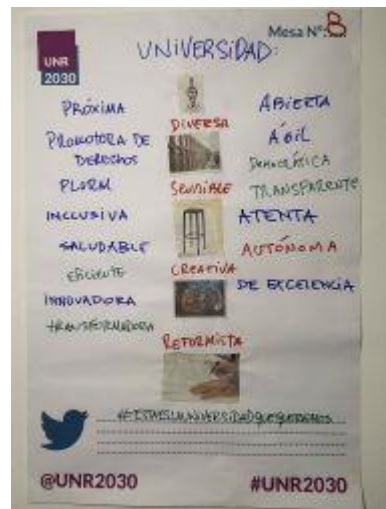 UNR
2030
Mesa Nº: 8
UNIVERSIDAD:
PRÓXIMA
PROMOTORA DE
DERECHOS
PLURAL
INCLUSIVA
SALUDABLE
EFICIENTE
INNOVADORA
TRANSFORMADORA
DIVERSA
SENSIBLE
CREATIVA
REFORMISTA
ABIERTA
ÁGIL
DEMOCRÁTICA
TRANSPARENTE
ATENTA
AUTÓNOMA
DE EXCELENCIA
#ESTAESLAUNIVERSIDADQUEQUEREMOS
@UNR2030
#UNR2030